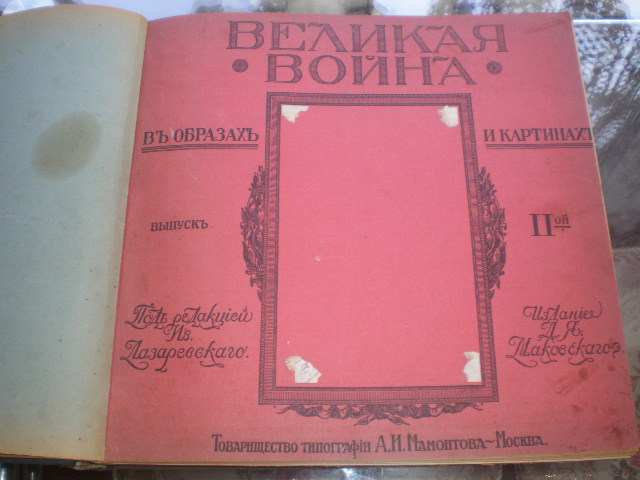 ВЕЛИКАЯ
ВОЙНА
ВЪ ОБРАЗАХЪ
И КАРТИНАХЪ
ВЫПУСКЪ
IIой
Подъ редакціей
Ив.
Лазаревскаго.
Изданіе
Д. Я.
Маковскаго.
Товарищество типографіи А.И. Мамонтова~Москва.